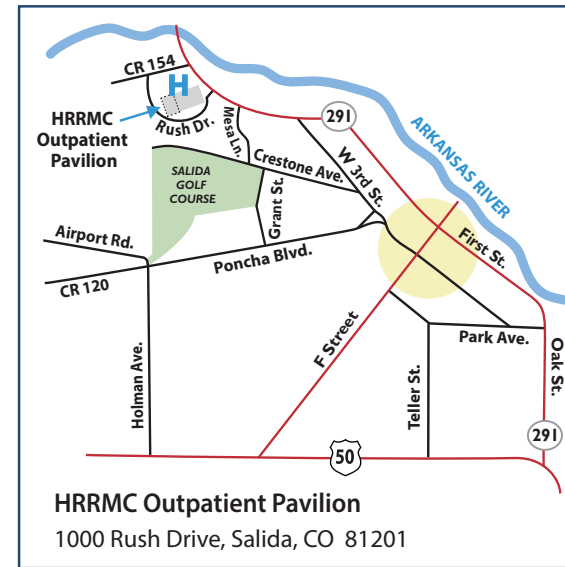 CR 154
H
HRRMC
Outpatient
Pavilion
Rush Dr.
Mesa Ln.
291
ARKANSAS RIVER
W 3rd St.
Crestone Ave.
SALIDA
GOLF
COURSE
Grant St.
Airport Rd.
Poncha Blvd.
First St.
CR 120
F Street
Park Ave.
Oak St.
Holman Ave.
Teller St.
291
50
HRRMC Outpatient Pavilion
1000 Rush Drive, Salida, CO 81201